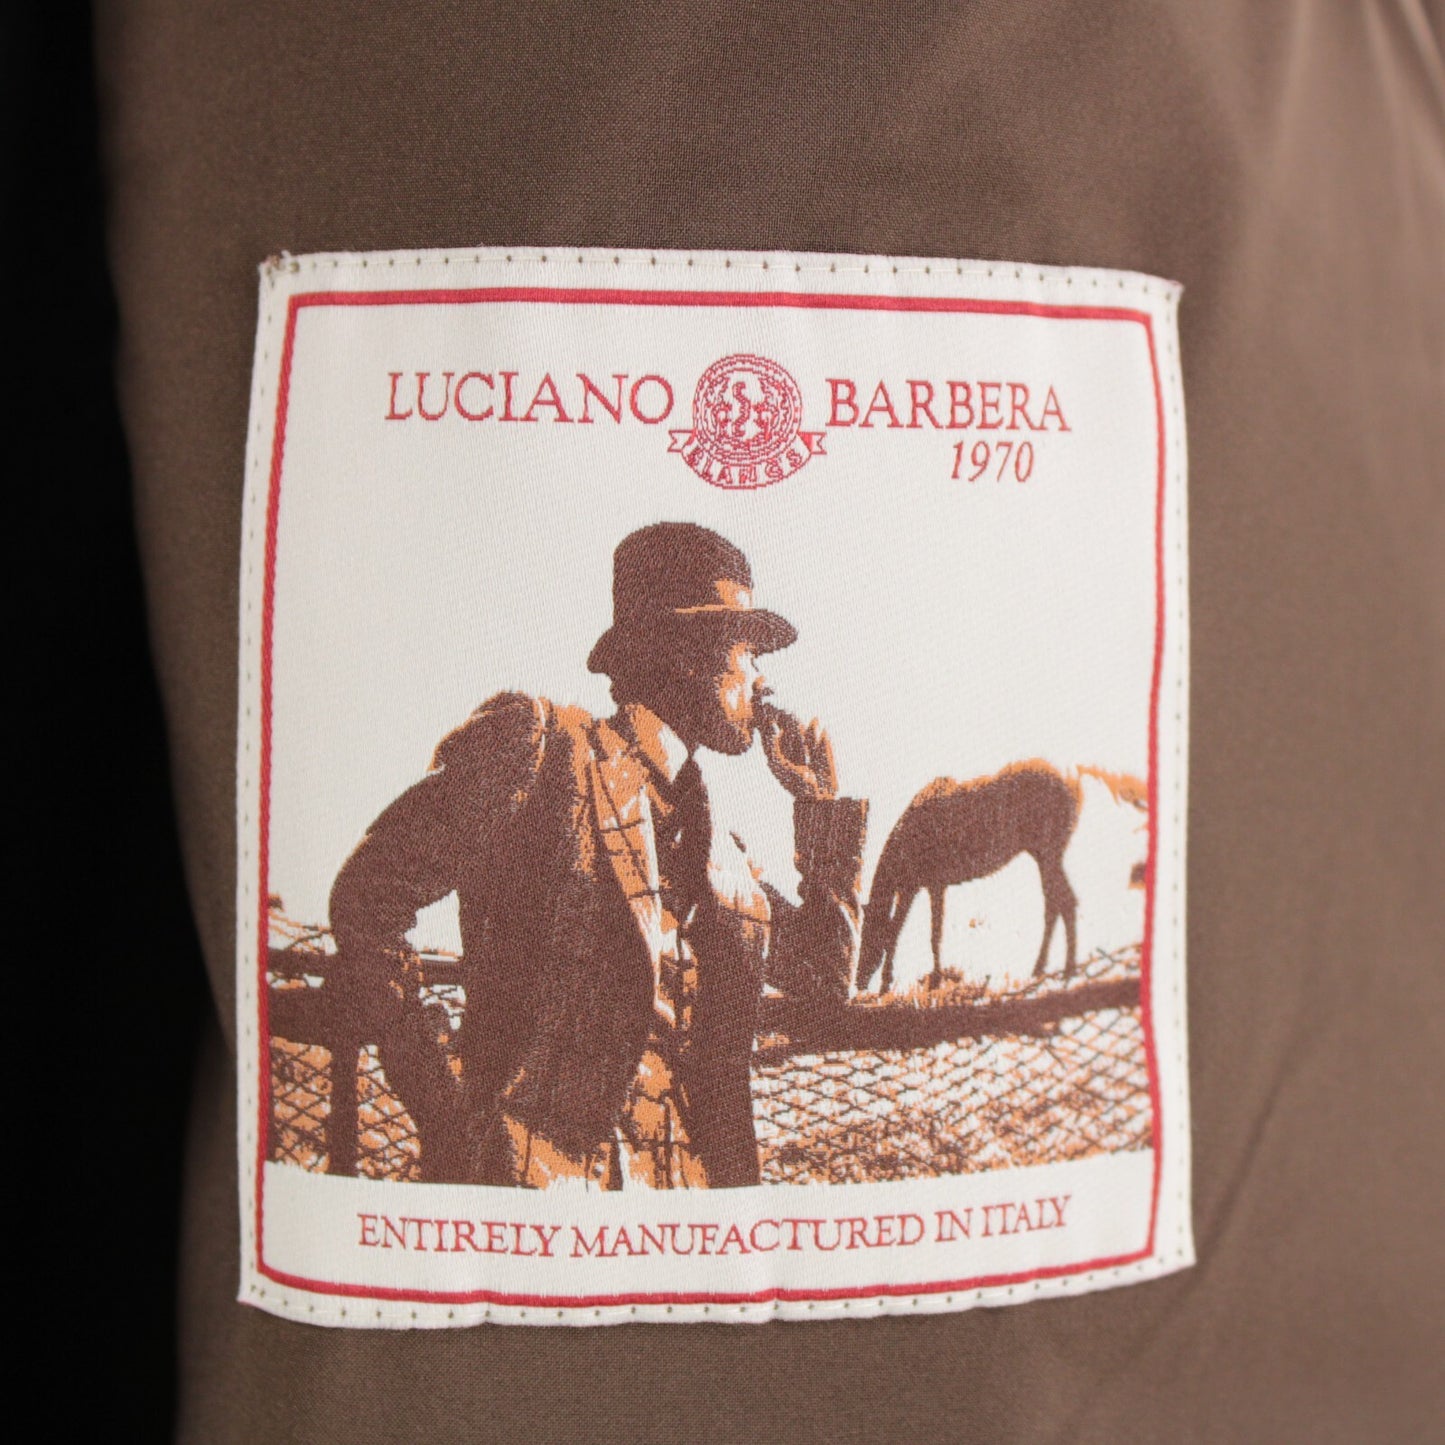 LUCIANO BARBERA
1970
ENTIRELY MANUFACTURED IN ITALY